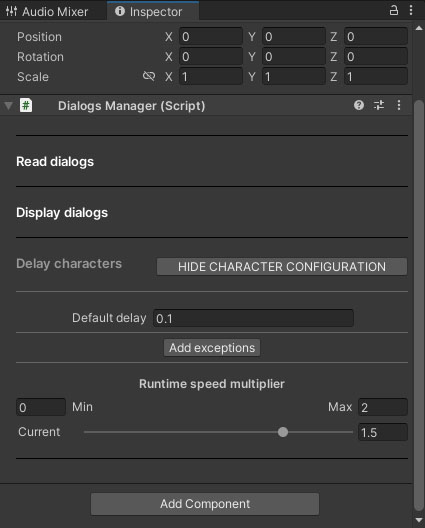 Audio Mixer Inspector
Position X 0 Y 0 Z 0
Rotation X 0 Y 0 Z 0
Scale X 1 Y 1 Z 1
# Dialogs Manager (Script)
Read dialogs
Display dialogs
Delay characters HIDE CHARACTER CONFIGURATION
Default delay 0.1
Add exceptions
Runtime speed multiplier
0 Min Max 2
Current 1.5
Add Component